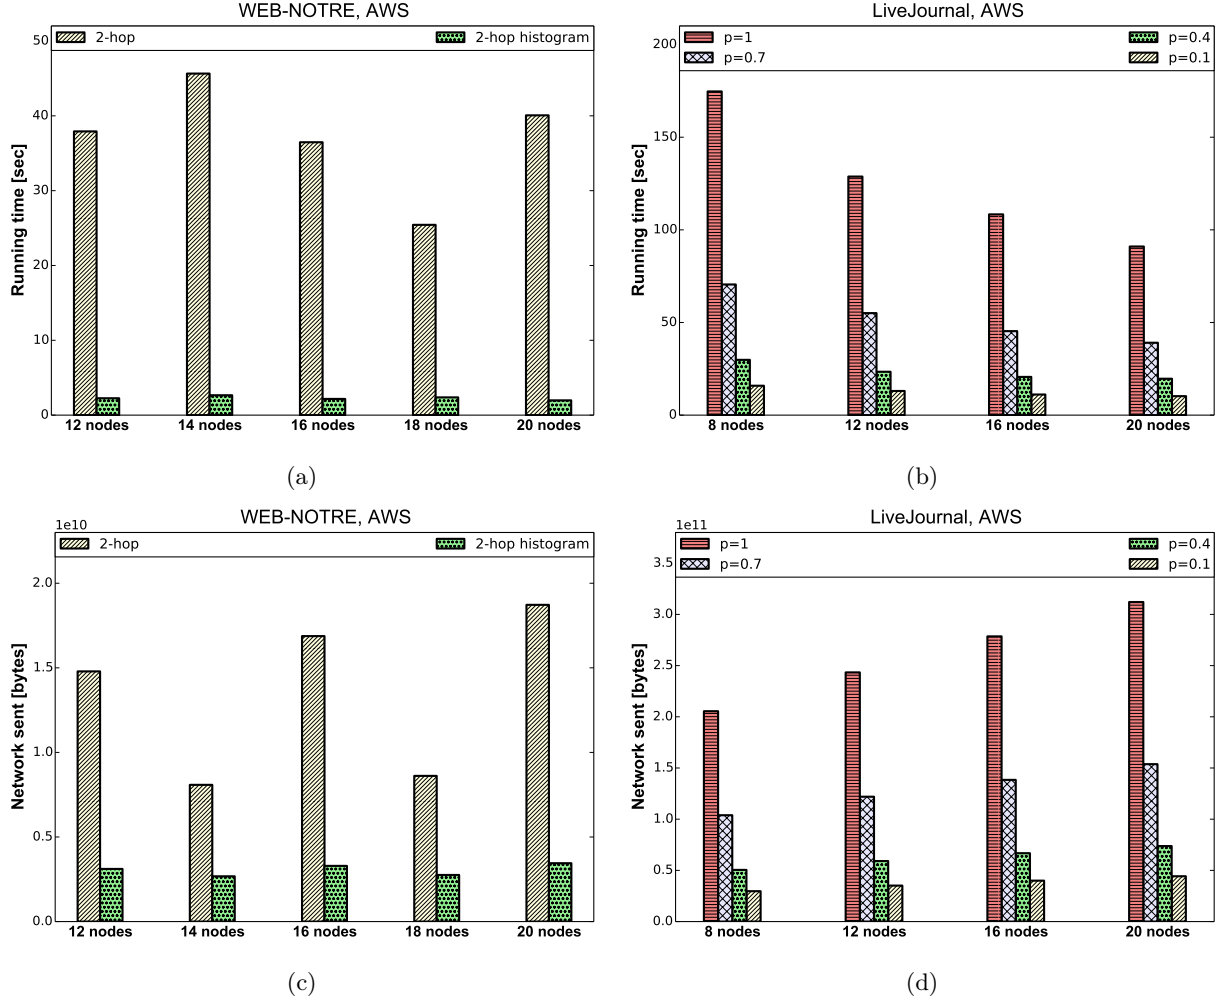 WEB-NOTRE, AWS
50
2-hop
2-hop histogram
40
30
20
10
0
Running time [sec]
12 nodes 14 nodes 16 nodes 18 nodes 20 nodes
(a)
LiveJournal, AWS
200
p=1
p=0.7
p=0.4
p=0.1
150
100
50
0
Running time [sec]
8 nodes 12 nodes 16 nodes 20 nodes
(b)
WEB-NOTRE, AWS
1e10
2-hop
2-hop histogram
2.0
1.5
1.0
0.5
0.0
Network sent [bytes]
12 nodes 14 nodes 16 nodes 18 nodes 20 nodes
(c)
LiveJournal, AWS
1e11
p=1
p=0.7
p=0.4
p=0.1
3.5
3.0
2.5
2.0
1.5
1.0
0.5
0.0
Network sent [bytes]
8 nodes 12 nodes 16 nodes 20 nodes
(d)